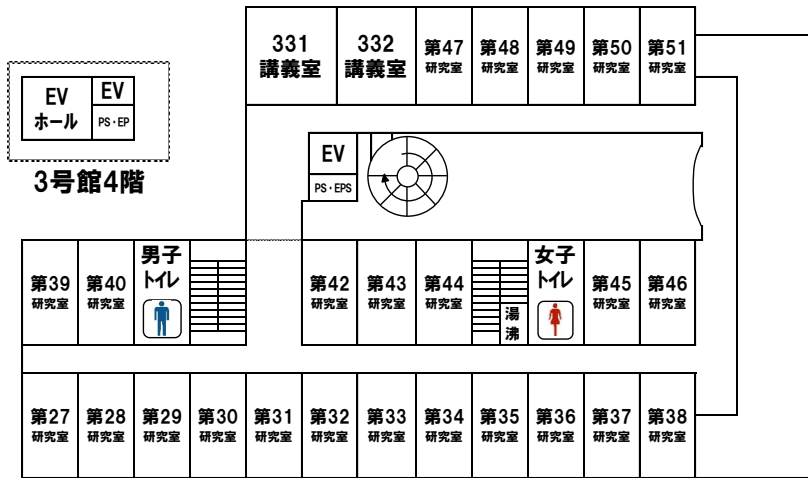 331
講義室
332
講義室
第47
研究室
第48
研究室
第49
研究室
第50
研究室
第51
研究室
EV
ホール
EV
PS・EP
3号館4階
EV
PS・EPS
第39
研究室
第40
研究室
男子
トイレ
第42
研究室
第43
研究室
第44
研究室
湯
沸
女子
トイレ
第45
研究室
第46
研究室
第27
研究室
第28
研究室
第29
研究室
第30
研究室
第31
研究室
第32
研究室
第33
研究室
第34
研究室
第35
研究室
第36
研究室
第37
研究室
第38
研究室